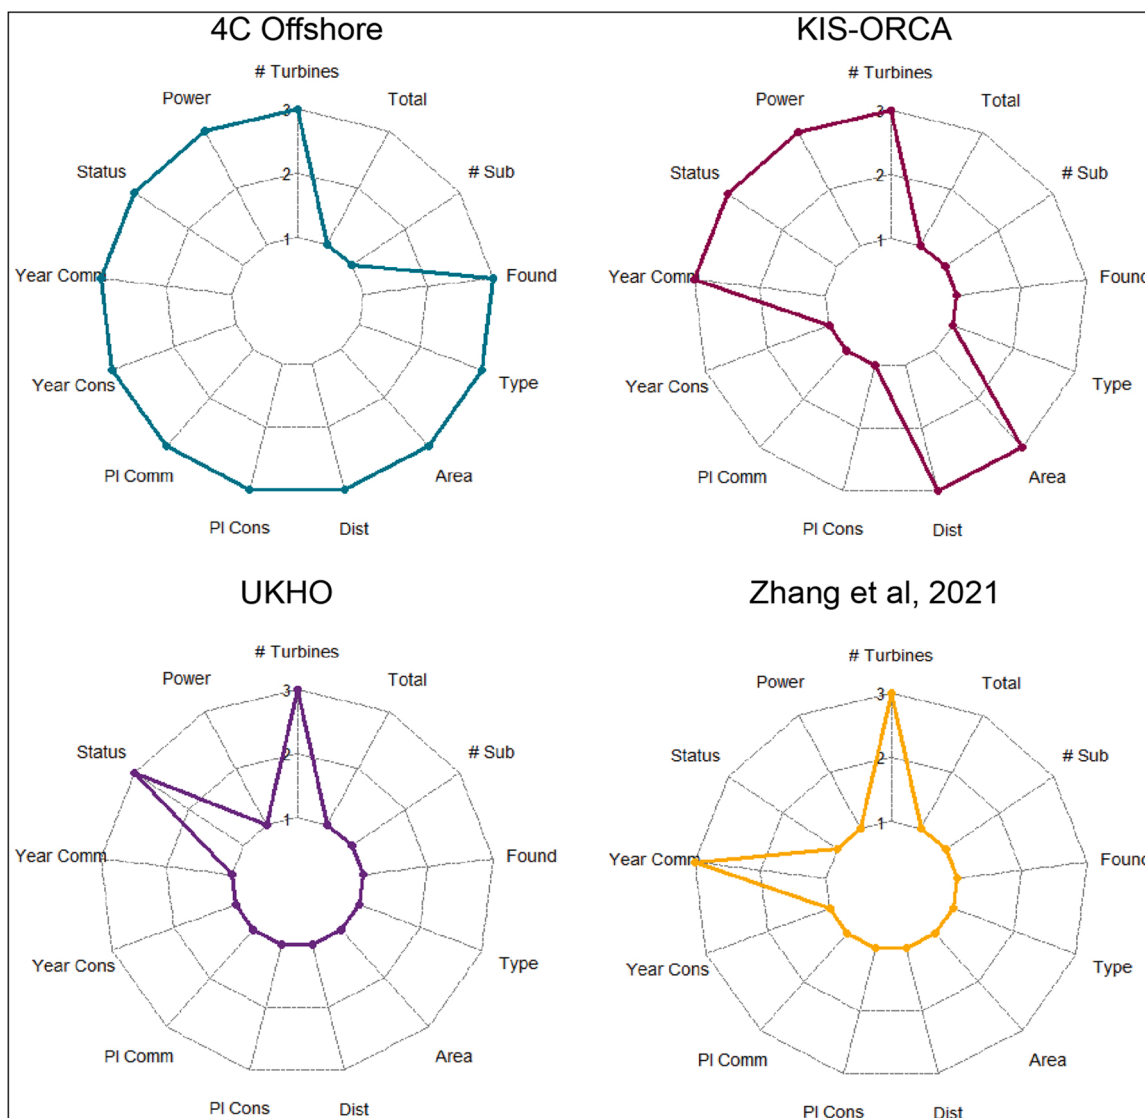 4C Offshore
KIS-ORCA
# Turbines
Power
Total
Status
# Sub
Year Comm
Found
Year Cons
Type
Pl Comm
Area
Pl Cons
Dist
3
2
1
# Turbines
Power
Total
Status
# Sub
Year Comm
Found
Year Cons
Type
Pl Comm
Area
Pl Cons
Dist
3
2
1
UKHO
Zhang et al, 2021
# Turbines
Power
Total
Status
# Sub
Year Comm
Found
Year Cons
Type
Pl Comm
Area
Pl Cons
Dist
3
2
1
# Turbines
Power
Total
Status
# Sub
Year Comm
Found
Year Cons
Type
Pl Comm
Area
Pl Cons
Dist
3
2
1